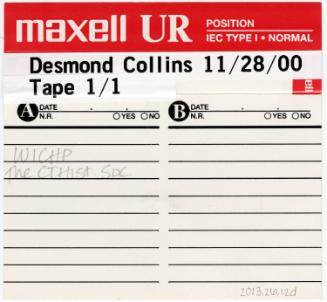 maxell UR POSITION
IEC TYPE I • NORMAL
Desmond Collins 11/28/00
Tape 1/1
A DATE . .
N.R. ○YES ○NO
B DATE . .
N.R. ○YES ○NO
WICHP
The CT Hist. Soc
2013.266.12d